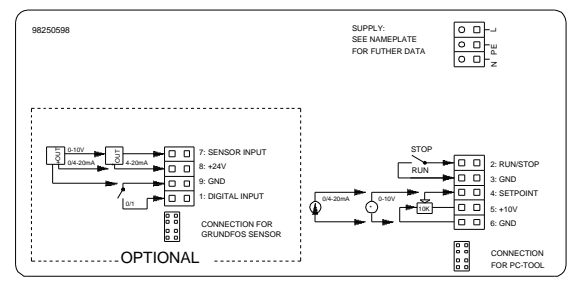 98250598
SUPPLY:
SEE NAMEPLATE
FOR FUTHER DATA
L
PE
N
OUT
0-10V
0/4-20mA
OUT
4-20mA
7: SENSOR INPUT
8: +24V
9: GND
1: DIGITAL INPUT
0/1
CONNECTION FOR
GRUNDFOS SENSOR
OPTIONAL
STOP
RUN
2: RUN/STOP
3: GND
4: SETPOINT
5: +10V
6: GND
0/4-20mA
0-10V
10K
CONNECTION
FOR PC-TOOL